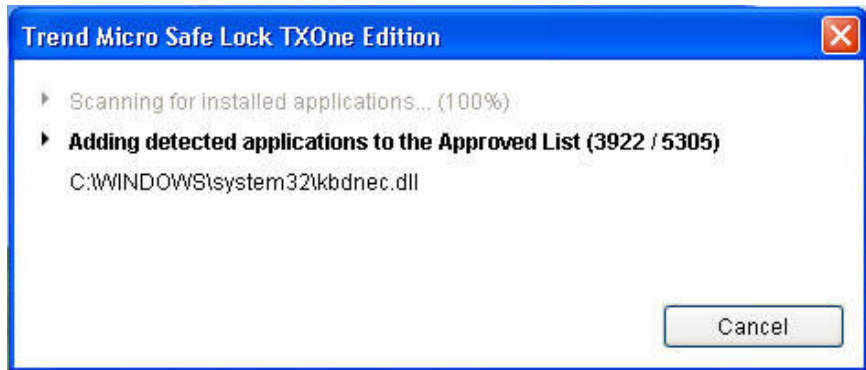 Trend Micro Safe Lock TXOne Edition
Scanning for installed applications... (100%)
Adding detected applications to the Approved List (3922 / 5305)
C:\WINDOWS\system32\kbdnec.dll
Cancel